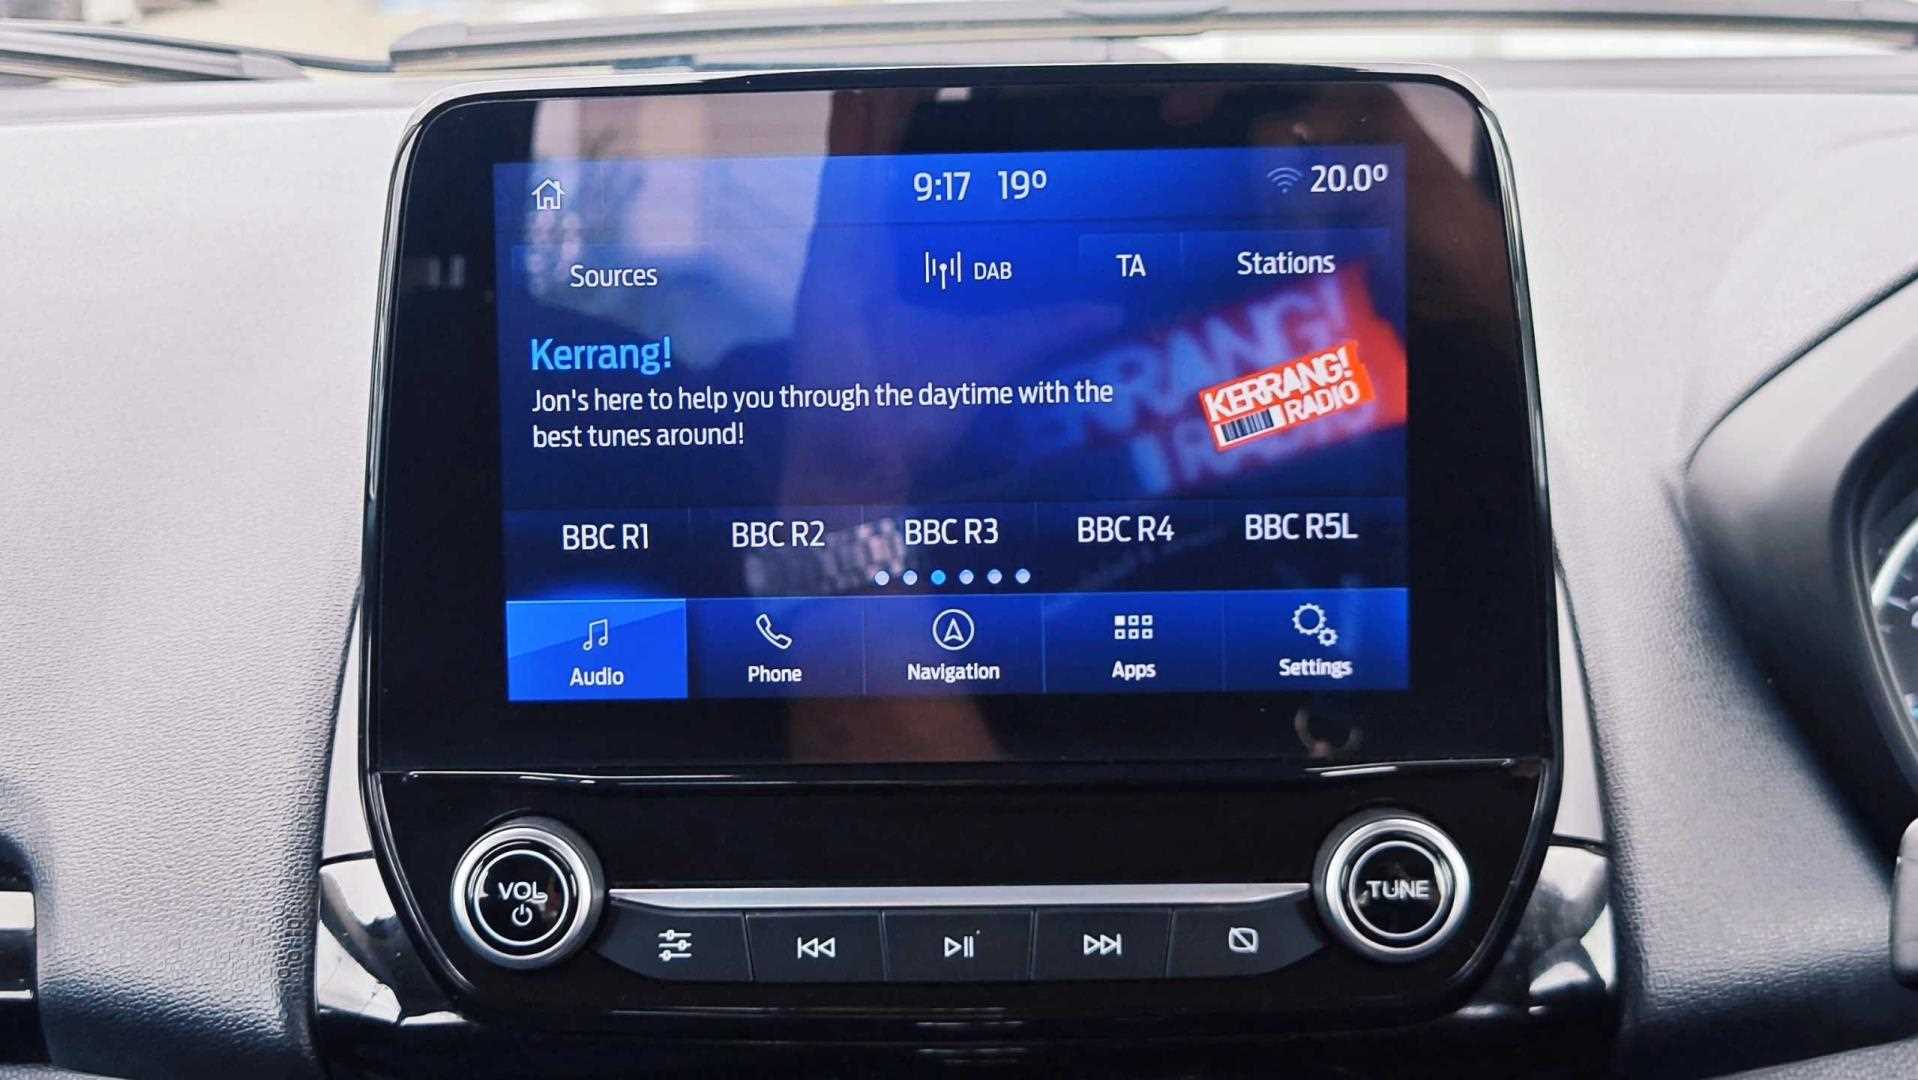 9:17 19° 20.0°
Sources DAB TA Stations
Kerrang!
Jon's here to help you through the daytime with the
best tunes around!
KERRANG!
RADIO
BBC R1 BBC R2 BBC R3 BBC R4 BBC R5L
Audio Phone Navigation Apps Settings
VOL TUNE